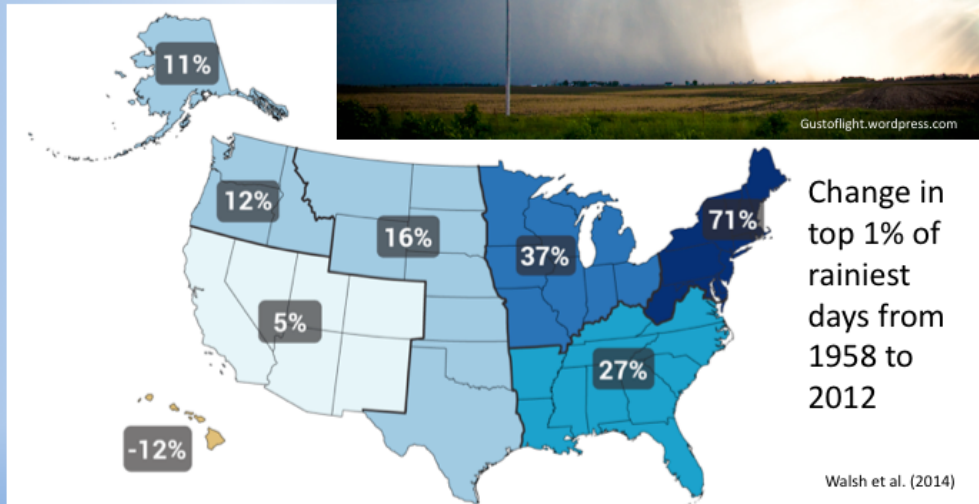 11%
Gustoflight.wordpress.com
12%
16%
37%
71%
5%
27%
-12%
Change in
top 1% of
rainiest
days from
1958 to
2012
Walsh et al. (2014)